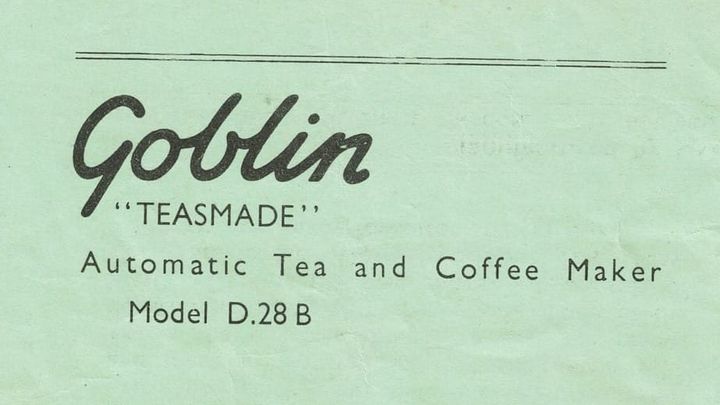 Goblin
"TEASMADE"
Automatic Tea and Coffee Maker
Model D.28 B